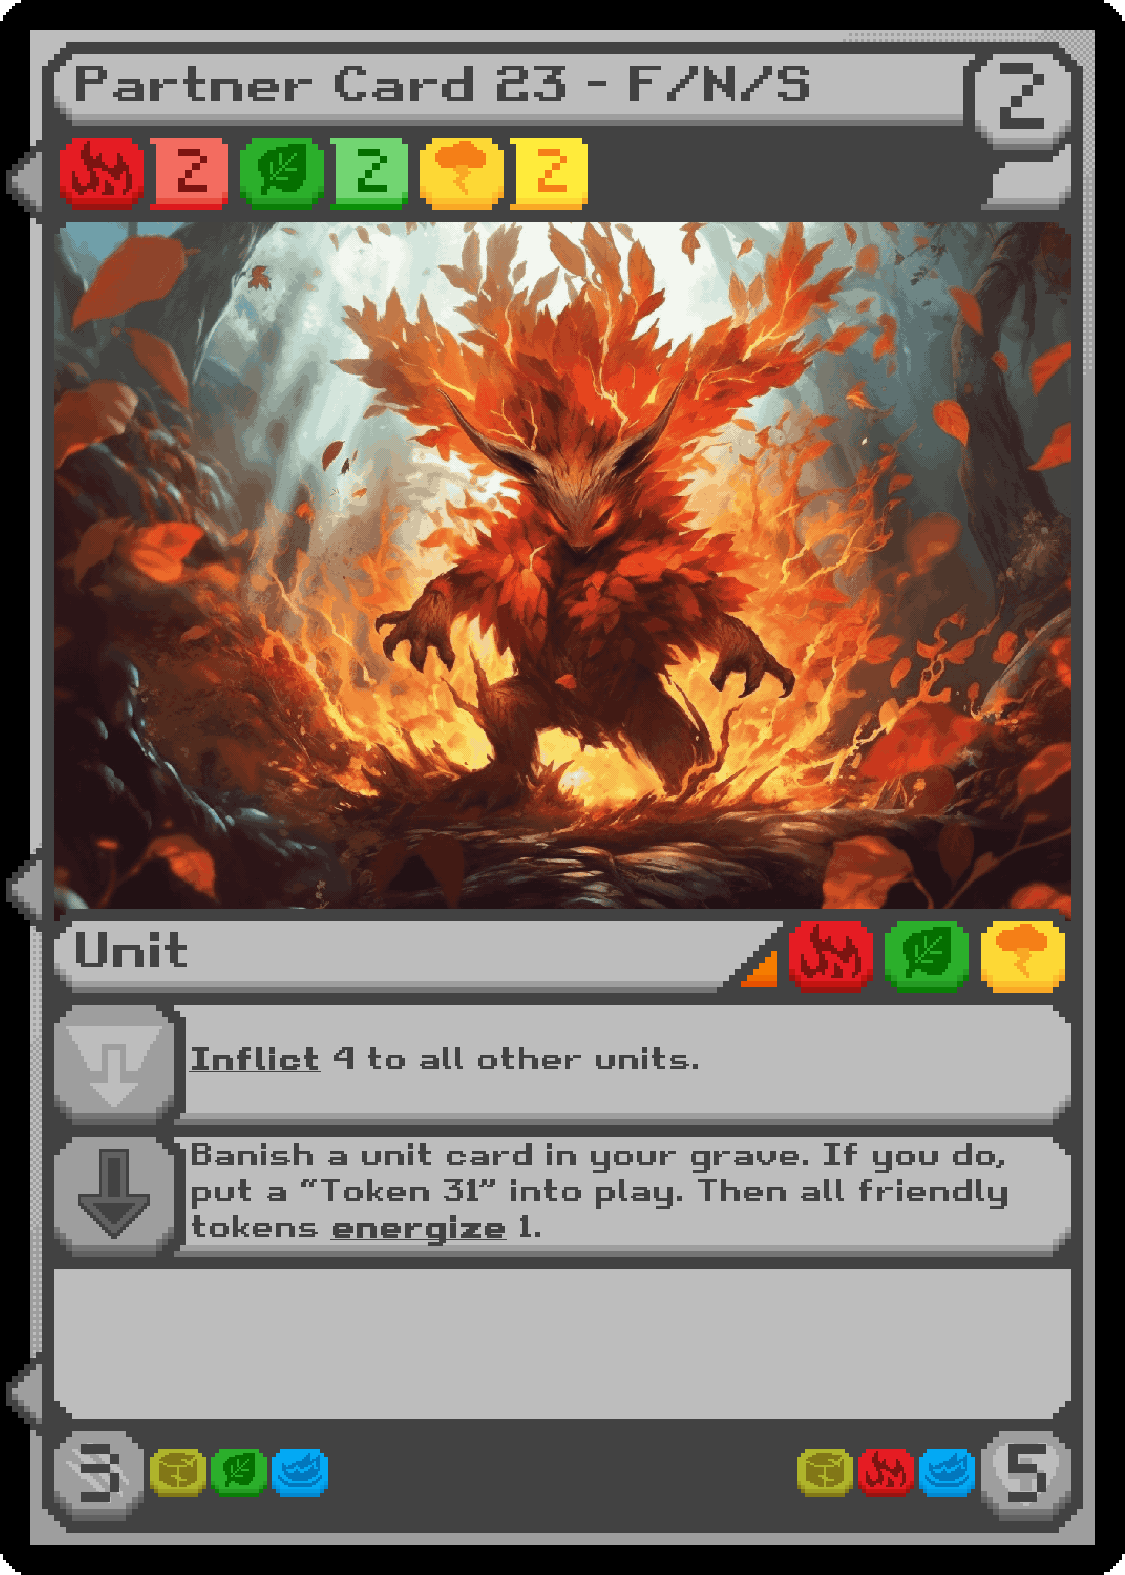 Partner Card 23 - F/N/S
2
2 2 2
Unit
Inflict 4 to all other units.
Banish a unit card in your grave. If you do,
put a “Token 31” into play. Then all friendly
tokens energize 1.
3
5